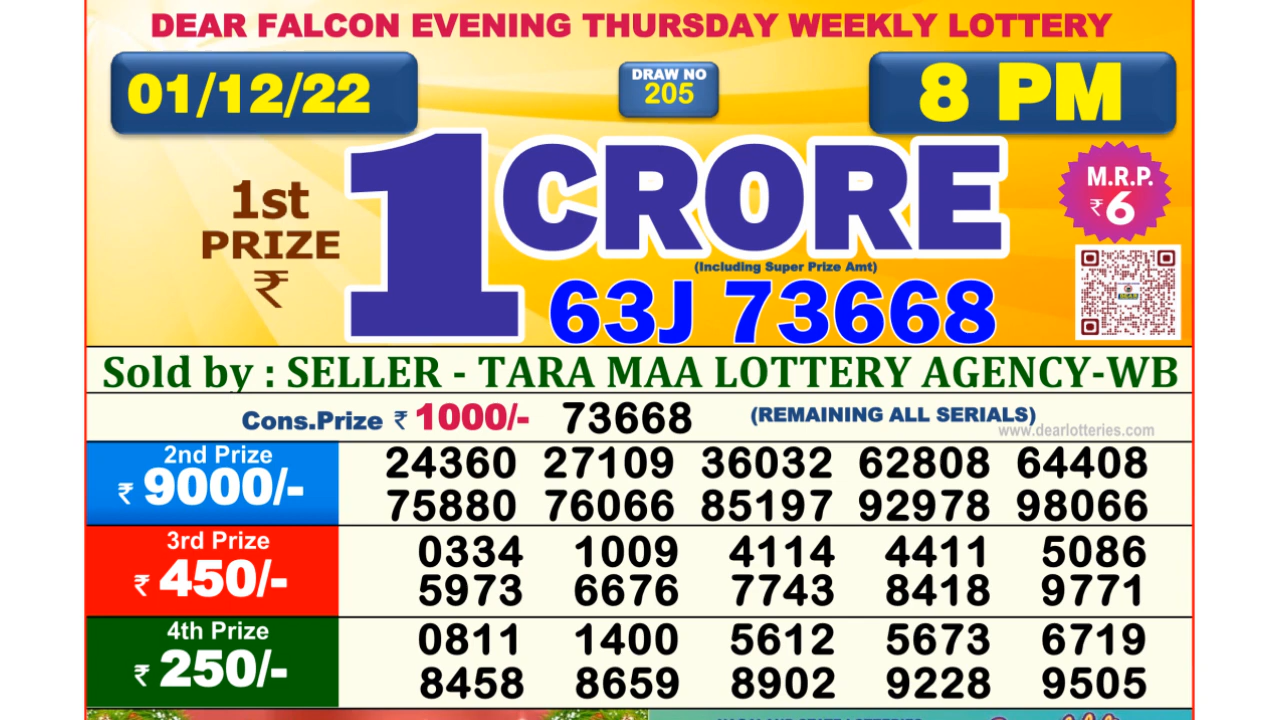 DEAR FALCON EVENING THURSDAY WEEKLY LOTTERY
01/12/22
DRAW NO
205
8 PM
1st
PRIZE
₹
1 CRORE
(Including Super Prize Amt)
63J 73668
M.R.P.
₹6
Sold by : SELLER - TARA MAA LOTTERY AGENCY-WB
Cons.Prize ₹ 1000/- 73668 (REMAINING ALL SERIALS)
www.dearlotteries.com
2nd Prize
₹ 9000/-
24360 27109 36032 62808 64408
75880 76066 85197 92978 98066
3rd Prize
₹ 450/-
0334 1009 4114 4411 5086
5973 6676 7743 8418 9771
4th Prize
₹ 250/-
0811 1400 5612 5673 6719
8458 8659 8902 9228 9505